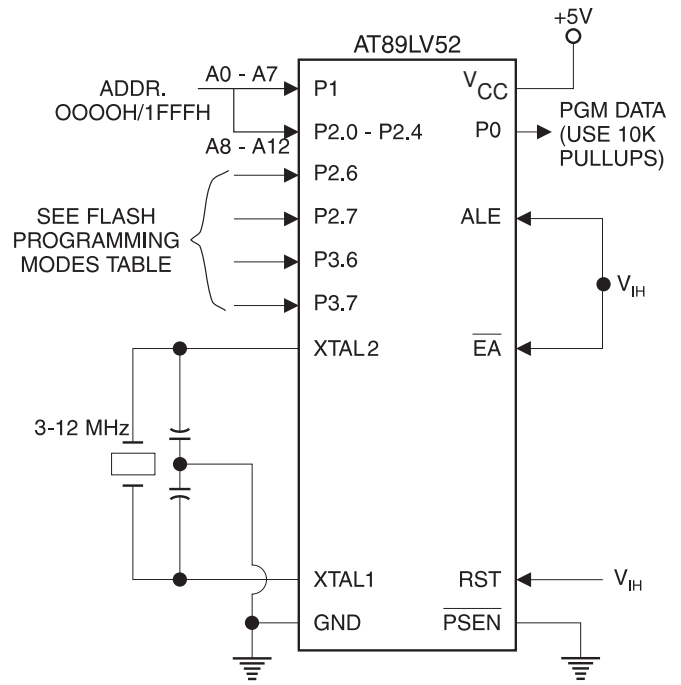 +5V
AT89LV52
A0 - A7
ADDR.
OOOOH/1FFFH
P1
VCC
P2.0 - P2.4
P0
PGM DATA
(USE 10K
PULLUPS)
A8 - A12
P2.6
SEE FLASH
PROGRAMMING
MODES TABLE
P2.7
ALE
P3.6
VIH
P3.7
XTAL2
EA
3-12 MHz
XTAL1
RST
VIH
GND
PSEN